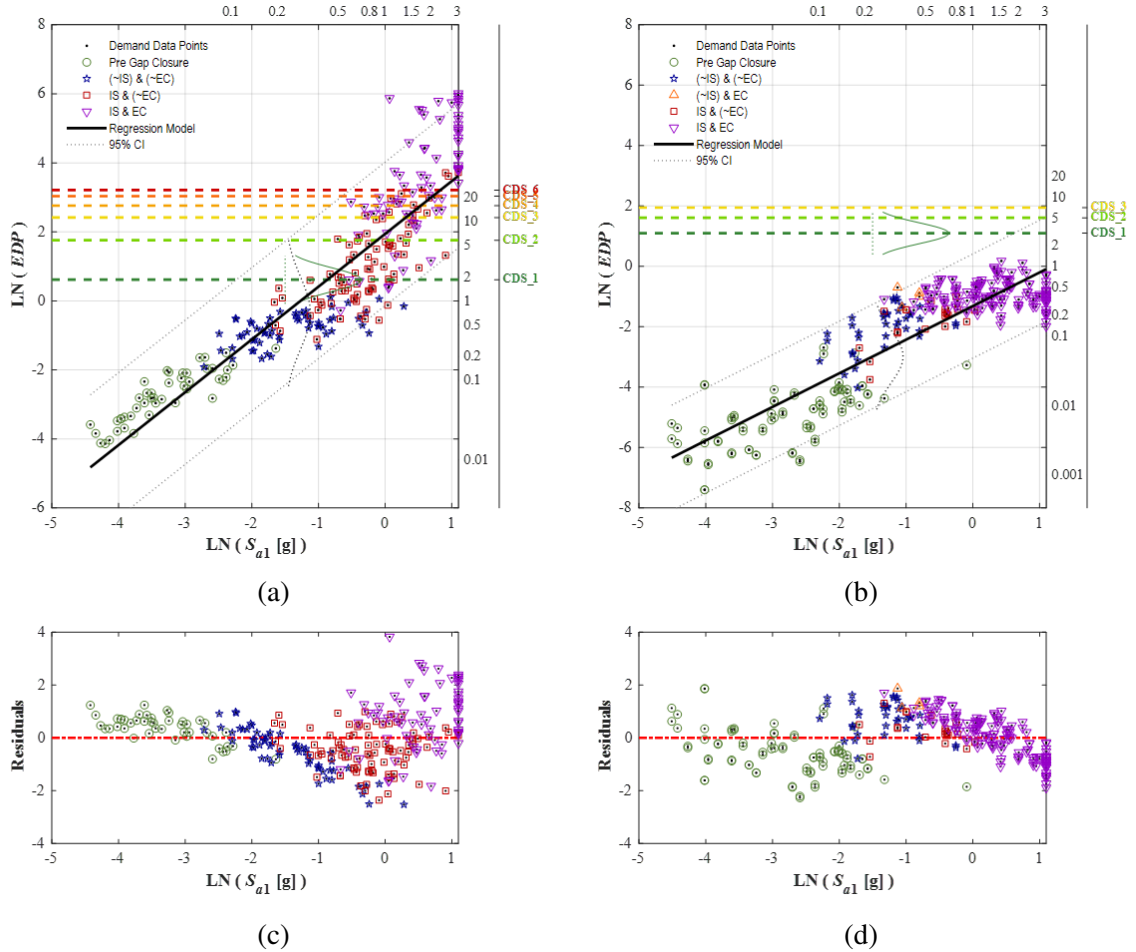 0.1 0.2 0.5 0.8 1 1.5 2 3
8
6
4
2
0
-2
-4
-6
LN ( EDP )
Demand Data Points
Pre Gap Closure
(~IS) & (~EC)
IS & (~EC)
IS & EC
Regression Model
95% CI
CDS_6
20
CDS_4
CDS_3
10
CDS_2
5
CDS_1
2
1
0.5
0.2
0.1
0.01
-5 -4 -3 -2 -1 0 1
LN ( Sa1 [g] )
(a)
0.1 0.2 0.5 0.8 1 1.5 2 3
8
6
4
2
0
-2
-4
-6
-8
LN ( EDP )
Demand Data Points
Pre Gap Closure
(~IS) & (~EC)
(~IS) & EC
IS & (~EC)
IS & EC
Regression Model
95% CI
20
10
CDS_3
5
CDS_2
CDS_1
2
1
0.5
0.2
0.1
0.01
0.001
-5 -4 -3 -2 -1 0 1
LN ( Sa1 [g] )
(b)
4
2
0
-2
-4
Residuals
-5 -4 -3 -2 -1 0 1
LN ( Sa1 [g] )
(c)
4
2
0
-2
-4
Residuals
-5 -4 -3 -2 -1 0 1
LN ( Sa1 [g] )
(d)